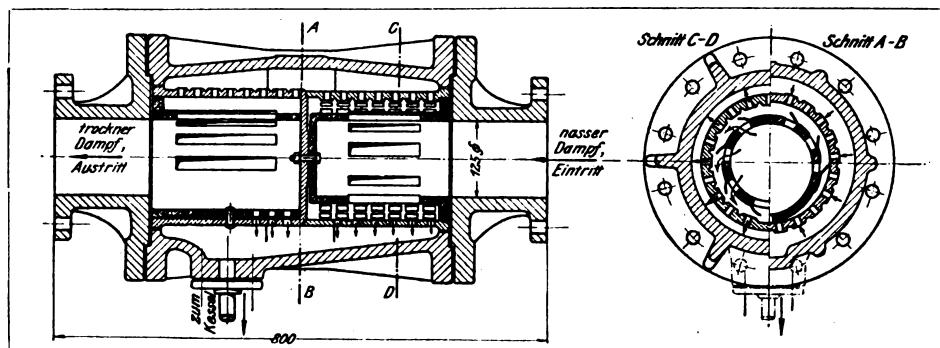 A
C
Schnitt C-D
Schnitt A-B
trockner
Dampf,
Austritt
125 φ
nasser
Dampf,
Eintritt
B
D
zum
Kessel
800